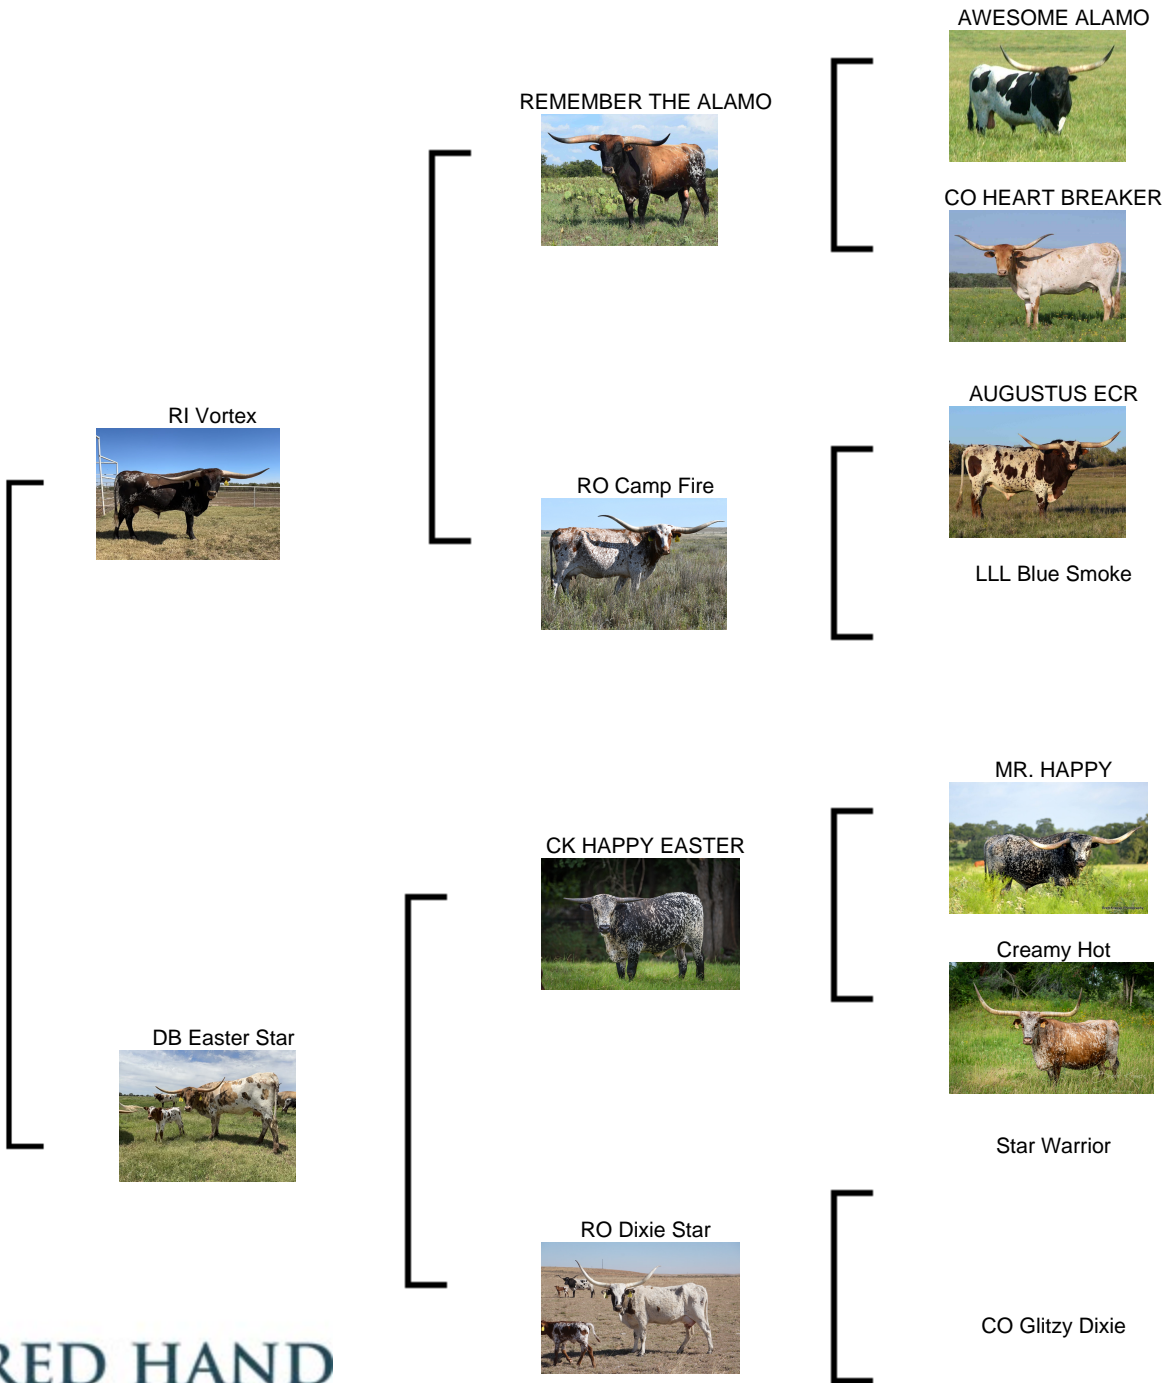 AWESOME ALAMO
REMEMBER THE ALAMO
CO HEART BREAKER
RI Vortex
AUGUSTUS ECR
RO Camp Fire
LLL Blue Smoke
MR. HAPPY
CK HAPPY EASTER
Creamy Hot
DB Easter Star
Star Warrior
RO Dixie Star
CO Glitzy Dixie
RED HAND